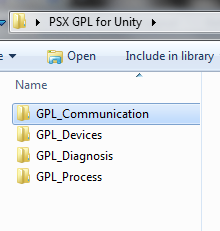 PSX GPL for Unity
Open Include in library
Name
GPL_Communication
GPL_Devices
GPL_Diagnosis
GPL_Process